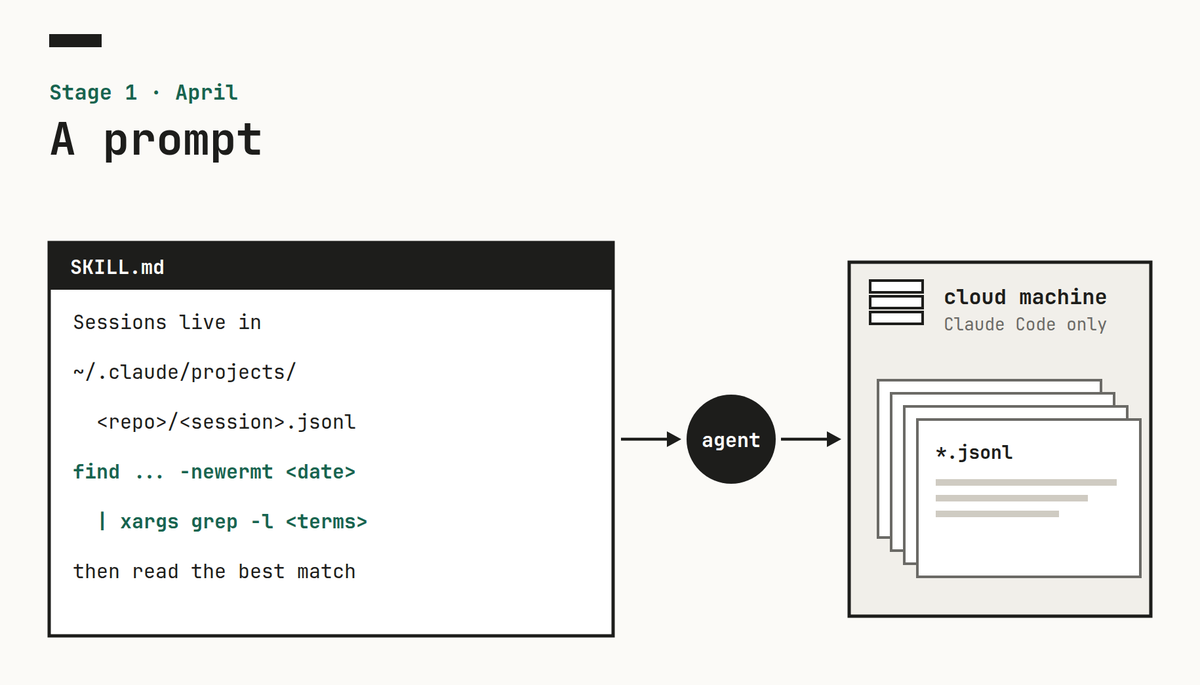 Stage 1 · April
A prompt
SKILL.md
Sessions live in
~/.claude/projects/
<repo>/<session>.jsonl
find ... -newermt <date>
| xargs grep -l <terms>
then read the best match
agent
cloud machine
Claude Code only
*.jsonl